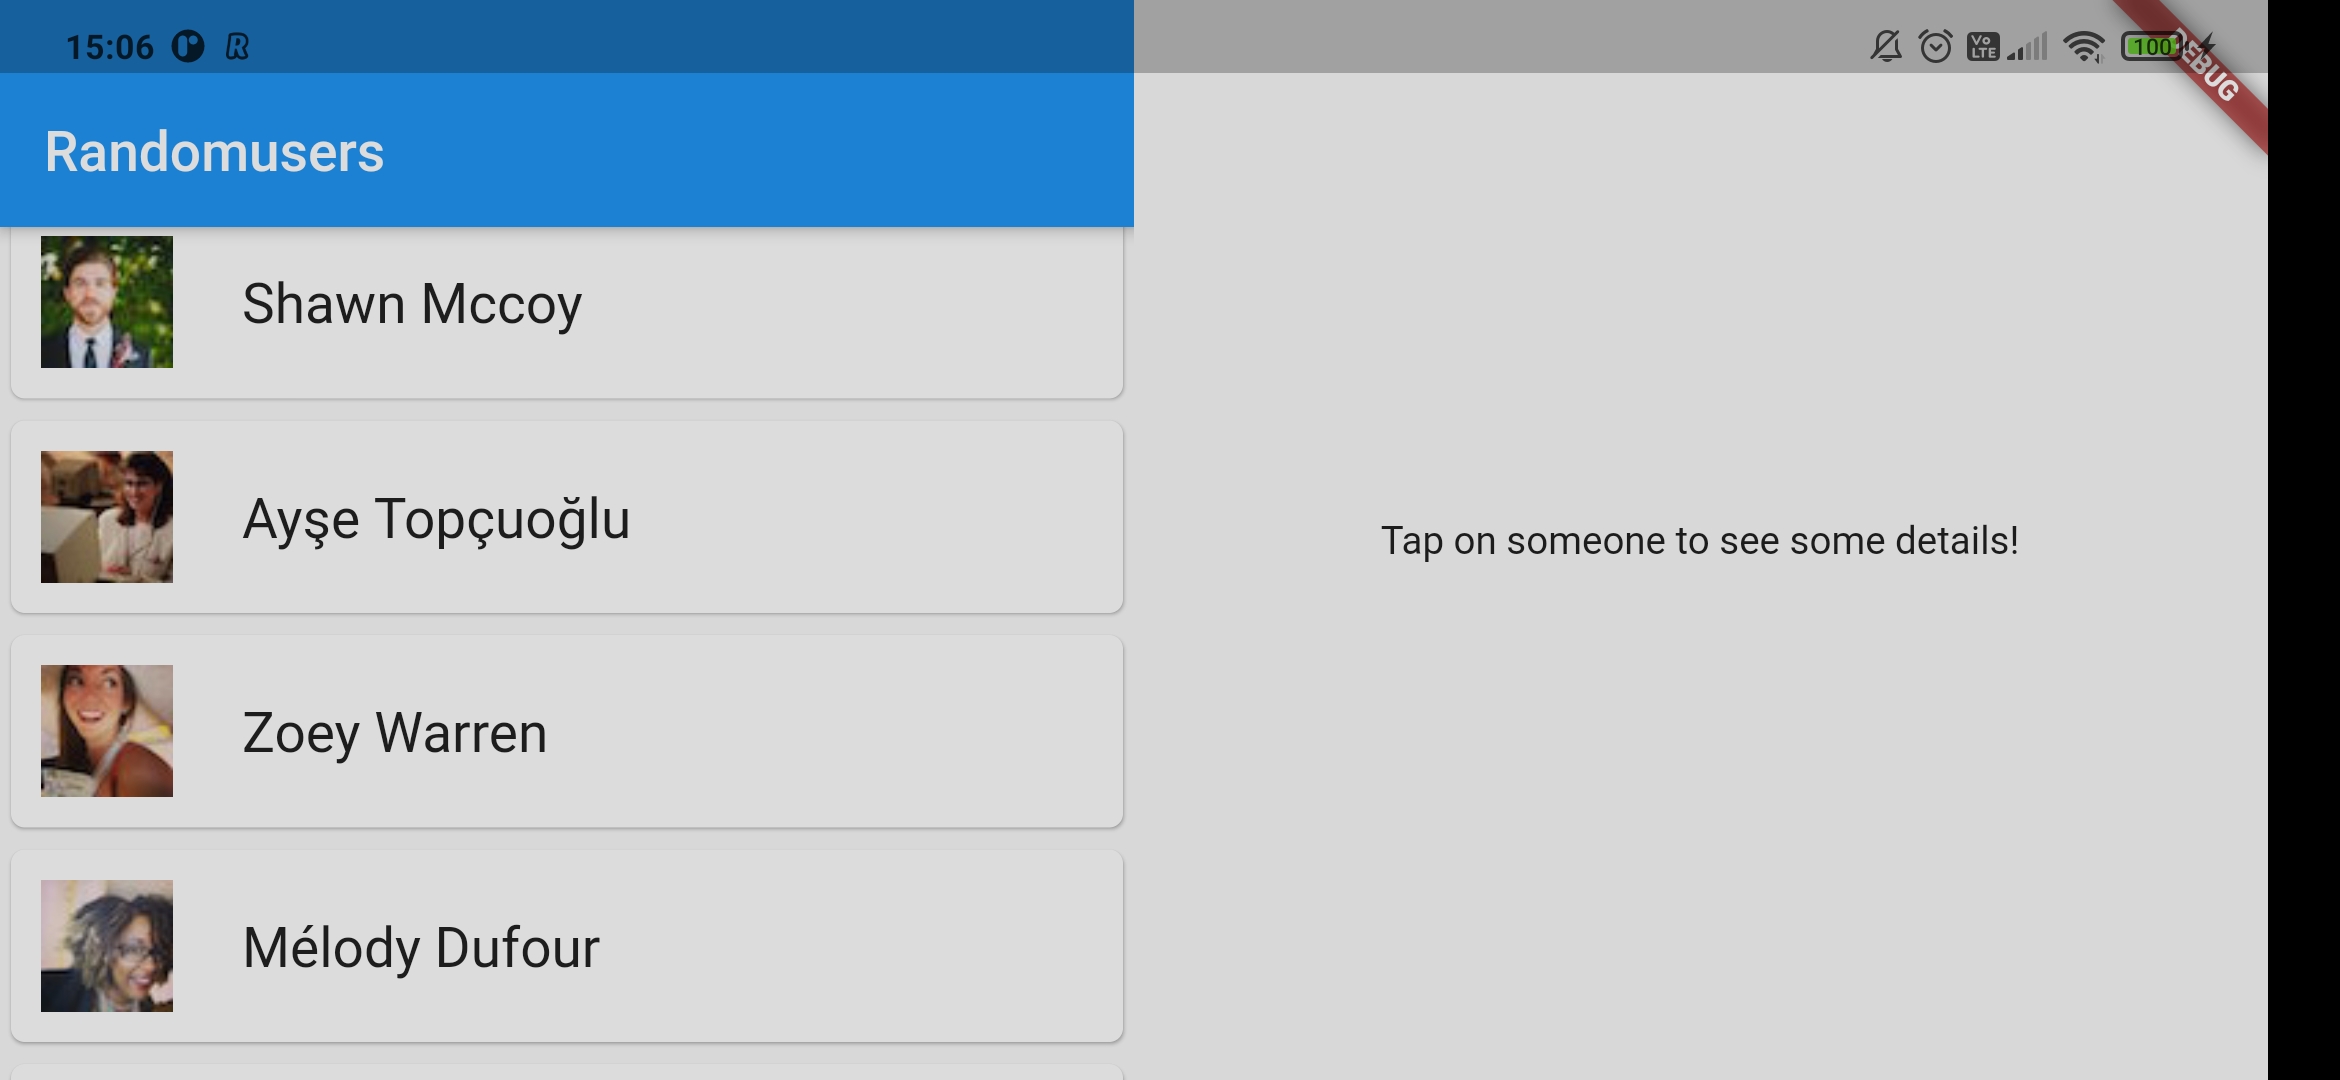 15:06
Vo
LTE
100
DEBUG
Randomusers
Shawn Mccoy
Ayşe Topçuoğlu
Zoey Warren
Mélody Dufour
Tap on someone to see some details!